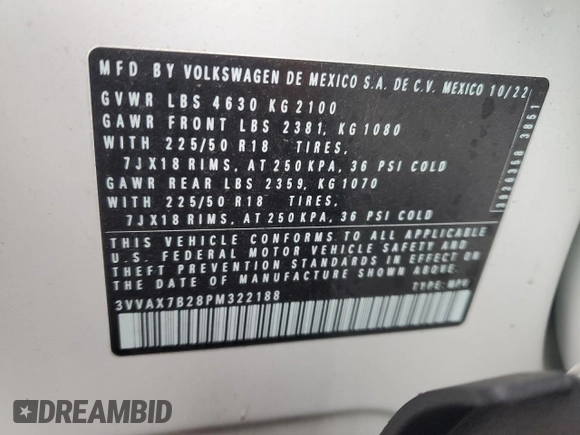 MFD BY VOLKSWAGEN DE MEXICO S.A. DE C.V. MEXICO 10/22
GVWR LBS 4630 KG 2100
GAWR FRONT LBS 2381, KG 1080
WITH 225/50 R18 TIRES,
7JX18 RIMS, AT 250 KPA, 36 PSI COLD
GAWR REAR LBS 2359, KG 1070
WITH 225/50 R18 TIRES,
7JX18 RIMS, AT 250 KPA, 36 PSI COLD
THIS VEHICLE CONFORMS TO ALL APPLICABLE
U.S. FEDERAL MOTOR VEHICLE SAFETY AND
THEFT PREVENTION STANDARDS IN EFFECT ON
THE DATE OF MANUFACTURE SHOWN ABOVE.
3VVAX7B28PM322188 TYPE: MPV
3851
DREAMBID